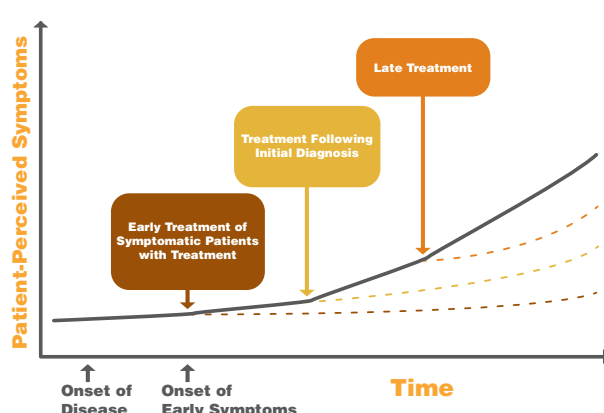 Patient-Perceived Symptoms
Late Treatment
Treatment Following
Initial Diagnosis
Early Treatment of
Symptomatic Patients
with Treatment
Onset of
Disease
Onset of
Early Symptoms
Time